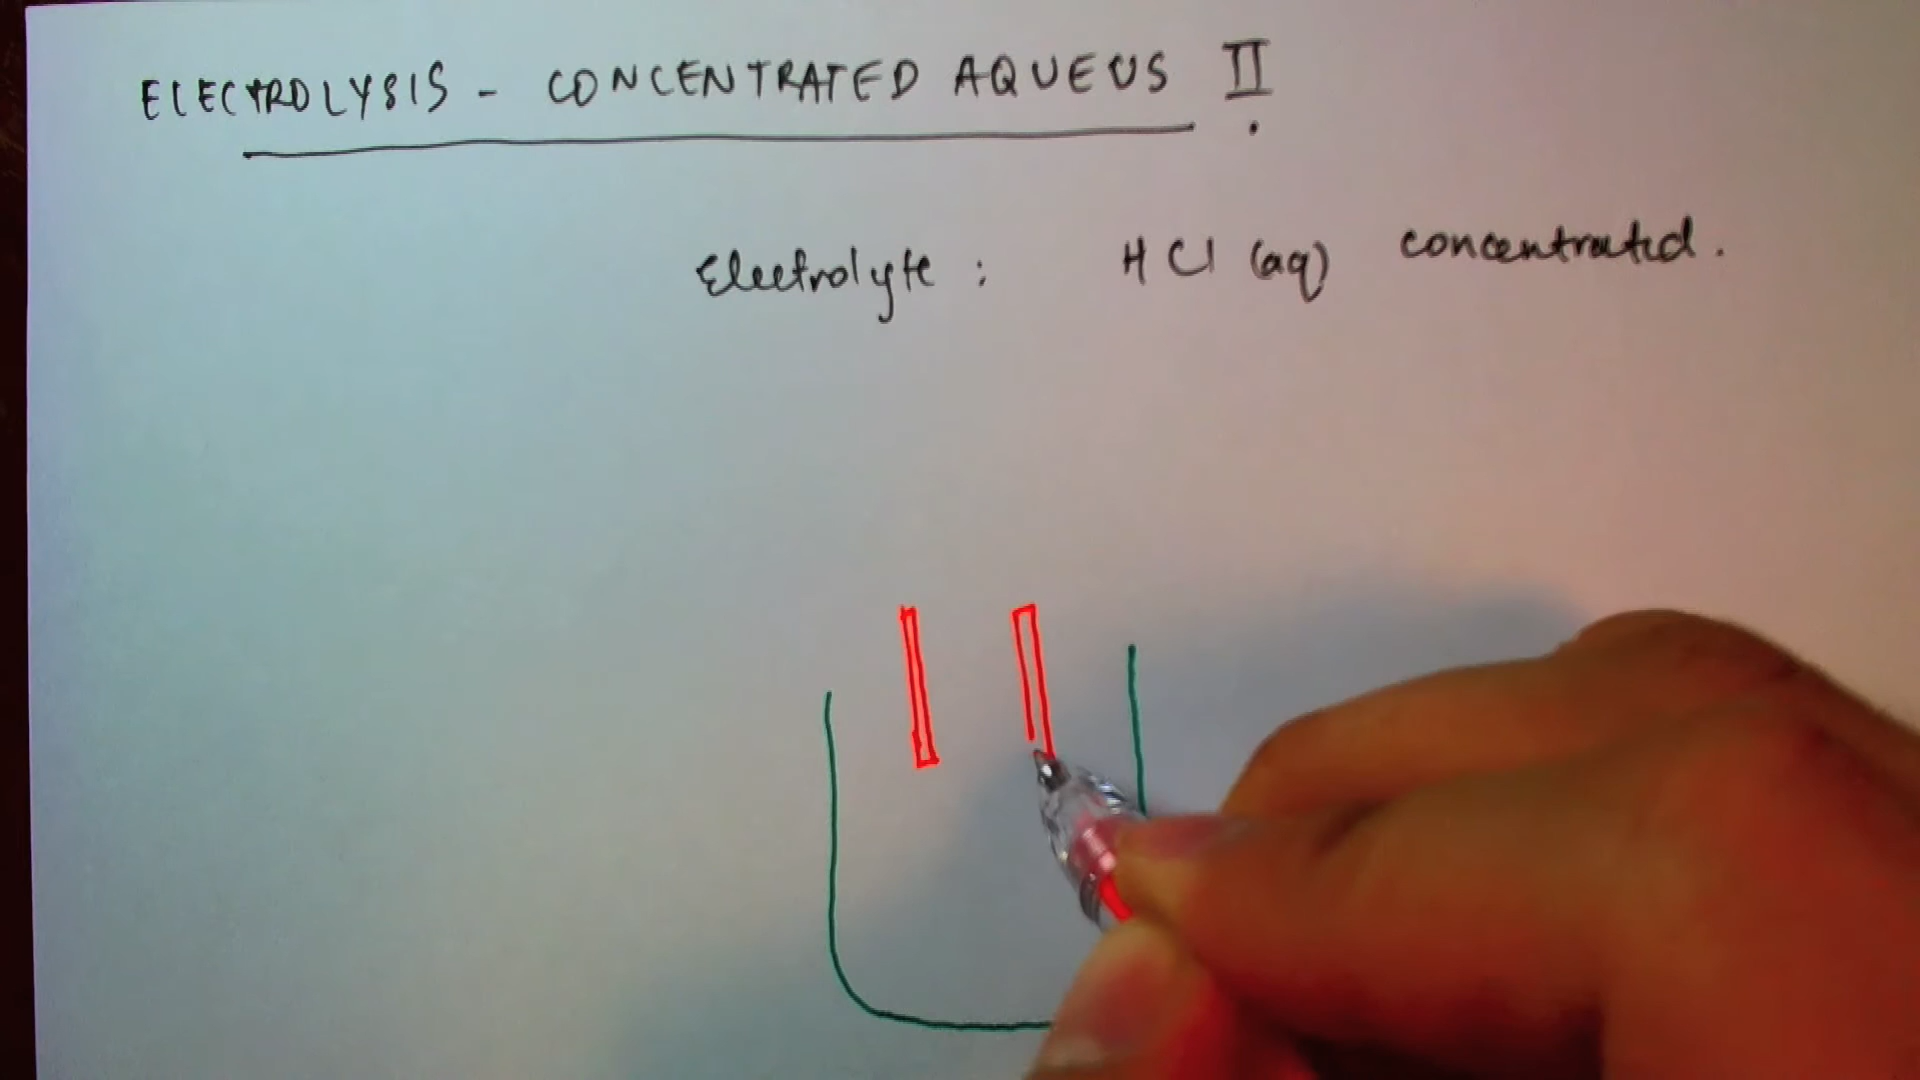 ELECTROLYSIS - CONCENTRATED AQUEUS II
Electrolyte : HCl (aq) concentrated.